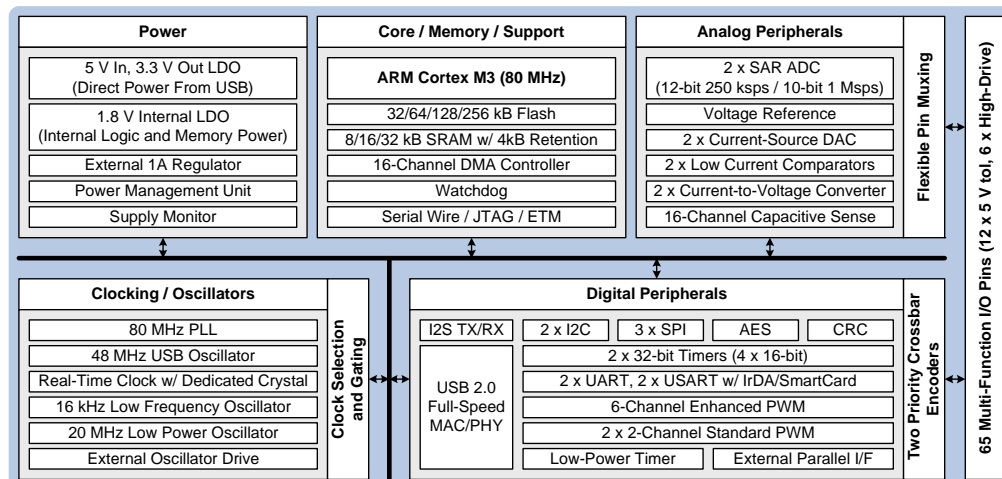 Power
5 V In, 3.3 V Out LDO
(Direct Power From USB)
1.8 V Internal LDO
(Internal Logic and Memory Power)
External 1A Regulator
Power Management Unit
Supply Monitor
Core / Memory / Support
ARM Cortex M3 (80 MHz)
32/64/128/256 kB Flash
8/16/32 kB SRAM w/ 4kB Retention
16-Channel DMA Controller
Watchdog
Serial Wire / JTAG / ETM
Analog Peripherals
2 x SAR ADC
(12-bit 250 ksps / 10-bit 1 Msps)
Voltage Reference
2 x Current-Source DAC
2 x Low Current Comparators
2 x Current-to-Voltage Converter
16-Channel Capacitive Sense
Flexible Pin Muxing
65 Multi-Function I/O Pins (12 x 5 V tol, 6 x High-Drive)
Clocking / Oscillators
80 MHz PLL
48 MHz USB Oscillator
Real-Time Clock w/ Dedicated Crystal
16 kHz Low Frequency Oscillator
20 MHz Low Power Oscillator
External Oscillator Drive
Clock Selection
and Gating
Digital Peripherals
I2S TX/RX
2 x I2C
3 x SPI
AES
CRC
USB 2.0
Full-Speed
MAC/PHY
2 x 32-bit Timers (4 x 16-bit)
2 x UART, 2 x USART w/ IrDA/SmartCard
6-Channel Enhanced PWM
2 x 2-Channel Standard PWM
Low-Power Timer
External Parallel I/F
Two Priority Crossbar
Encoders